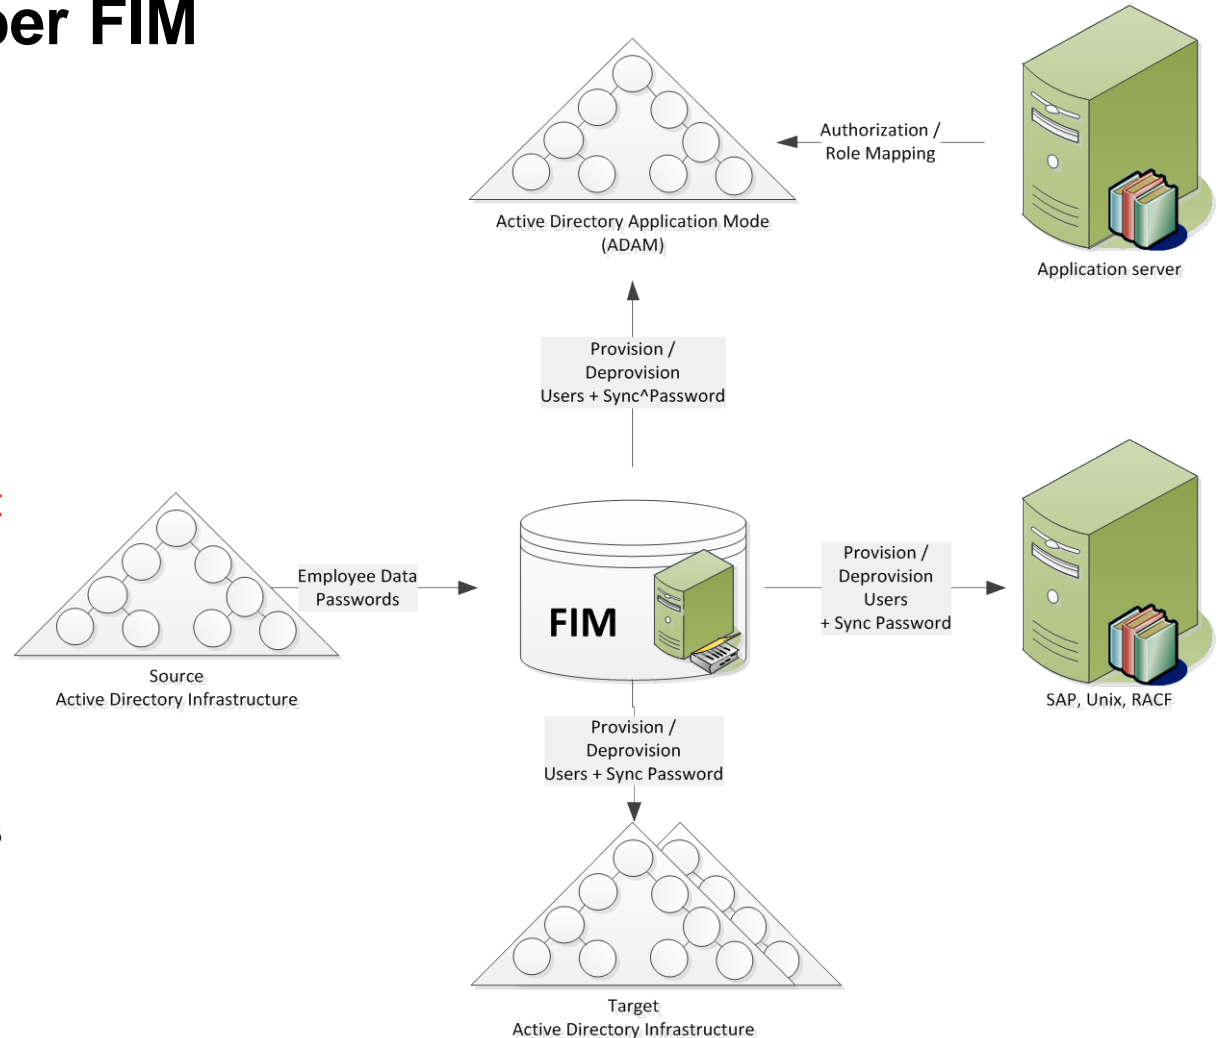 per FIM
Authorization /
Role Mapping
Active Directory Application Mode
(ADAM)
Application server
Provision /
Deprovision
Users + Sync^Password
Employee Data
Passwords
FIM
Provision /
Deprovision
Users
+ Sync Password
Source
Active Directory Infrastructure
SAP, Unix, RACF
Provision /
Deprovision
Users + Sync Password
Target
Active Directory Infrastructure